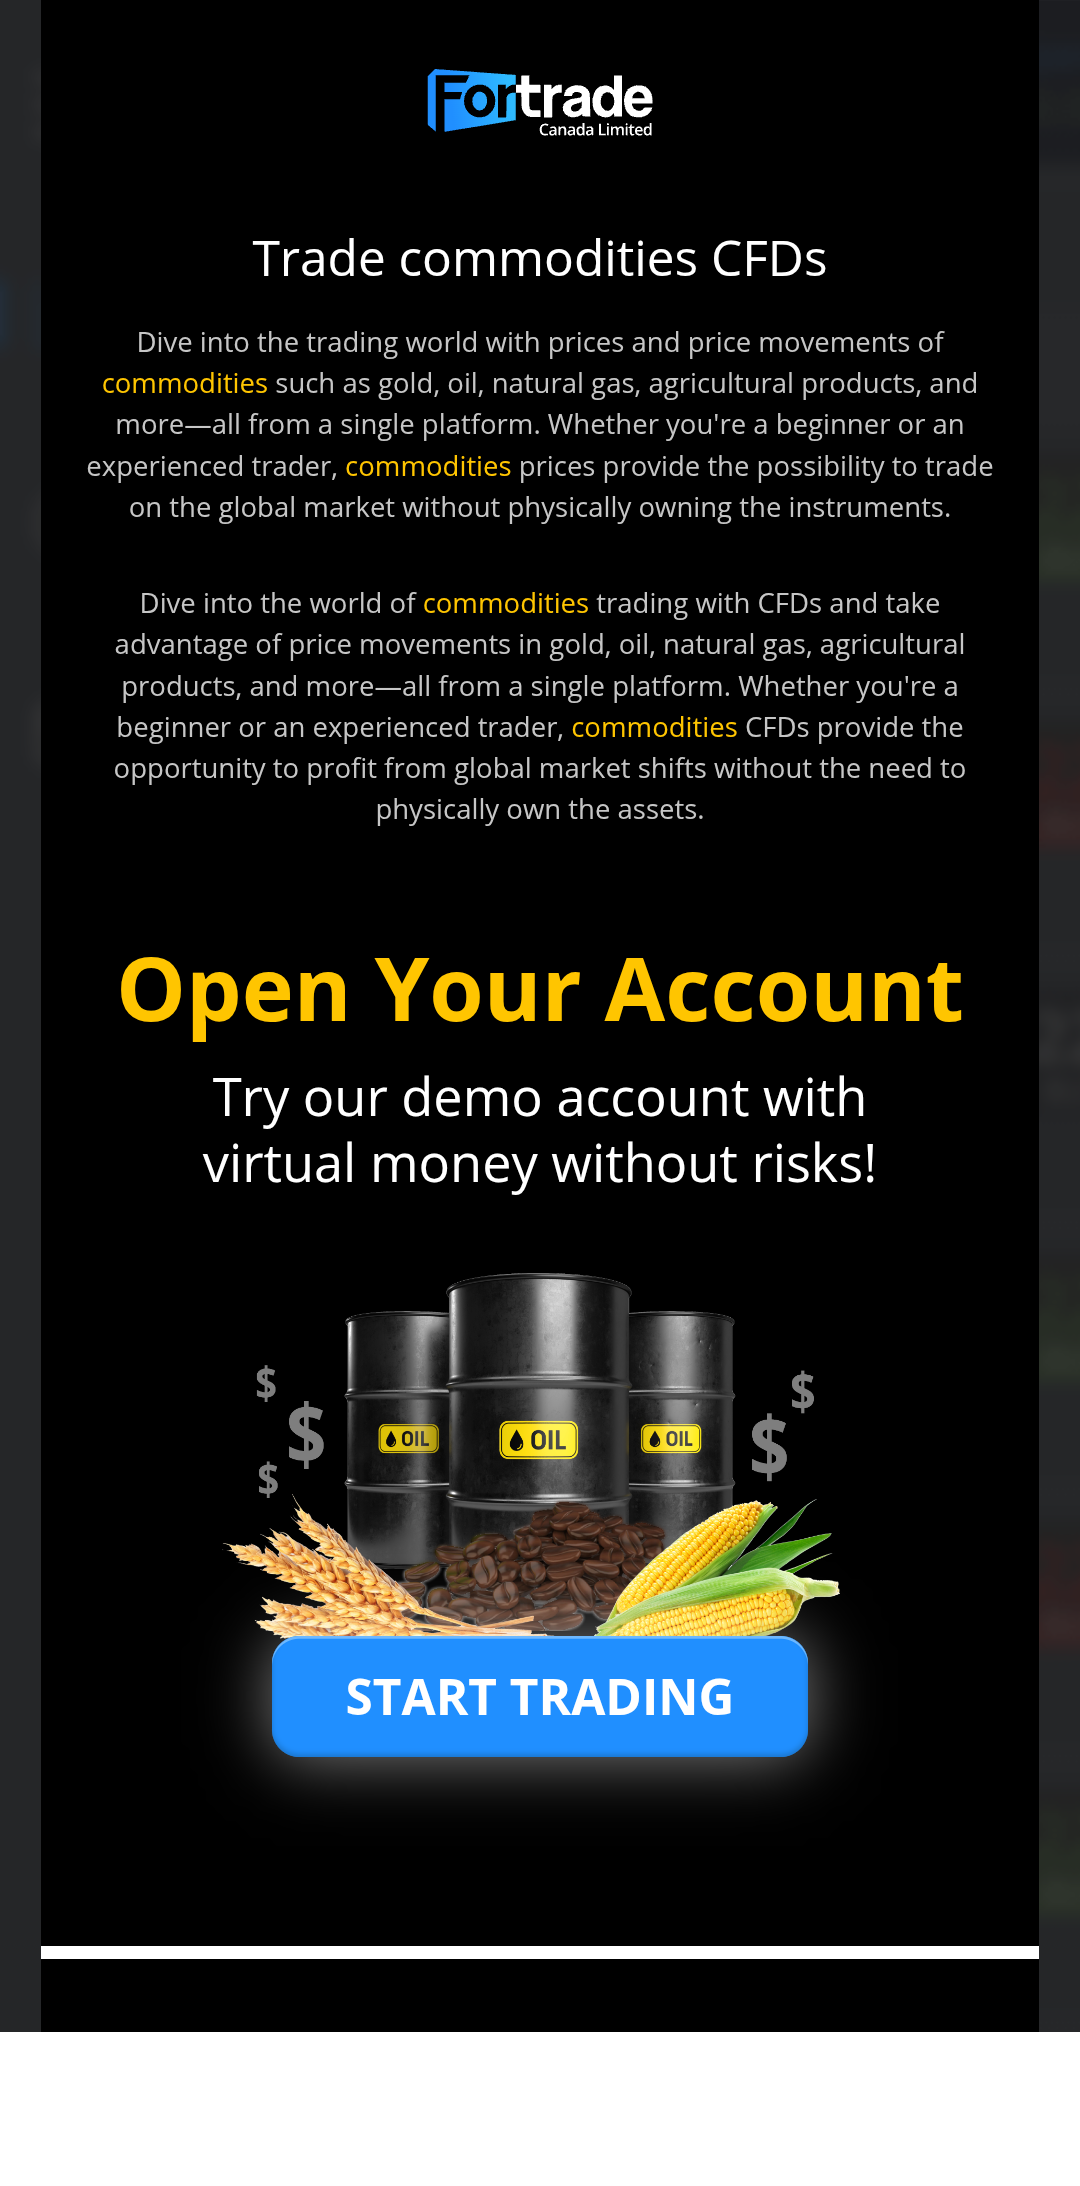 Fortrade
Canada Limited
Trade commodities CFDs
Dive into the trading world with prices and price movements of
commodities such as gold, oil, natural gas, agricultural products, and
more—all from a single platform. Whether you're a beginner or an
experienced trader, commodities prices provide the possibility to trade
on the global market without physically owning the instruments.
Dive into the world of commodities trading with CFDs and take
advantage of price movements in gold, oil, natural gas, agricultural
products, and more—all from a single platform. Whether you're a
beginner or an experienced trader, commodities CFDs provide the
opportunity to profit from global market shifts without the need to
physically own the assets.
Open Your Account
Try our demo account with
virtual money without risks!
$ $
$ $
$
OIL OIL OIL
START TRADING